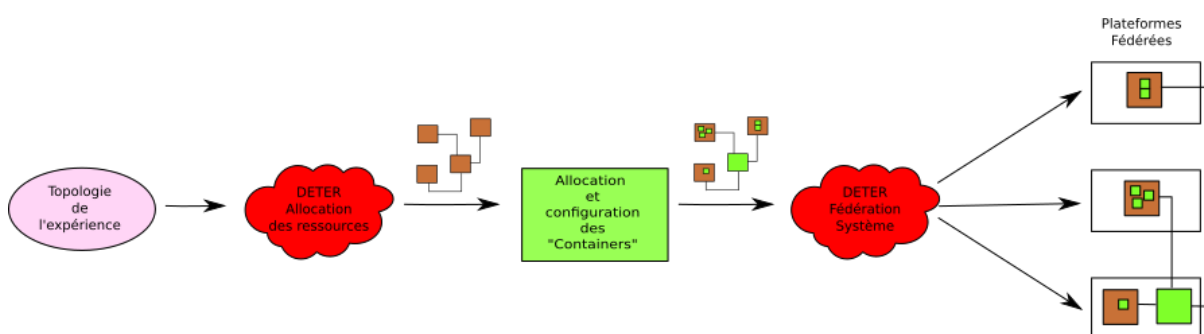 Plateformes
Fédérées
Topologie
de
l'expérience
DETER
Allocation
des ressources
Allocation
et
configuration
des
"Containers"
DETER
Fédération
Système